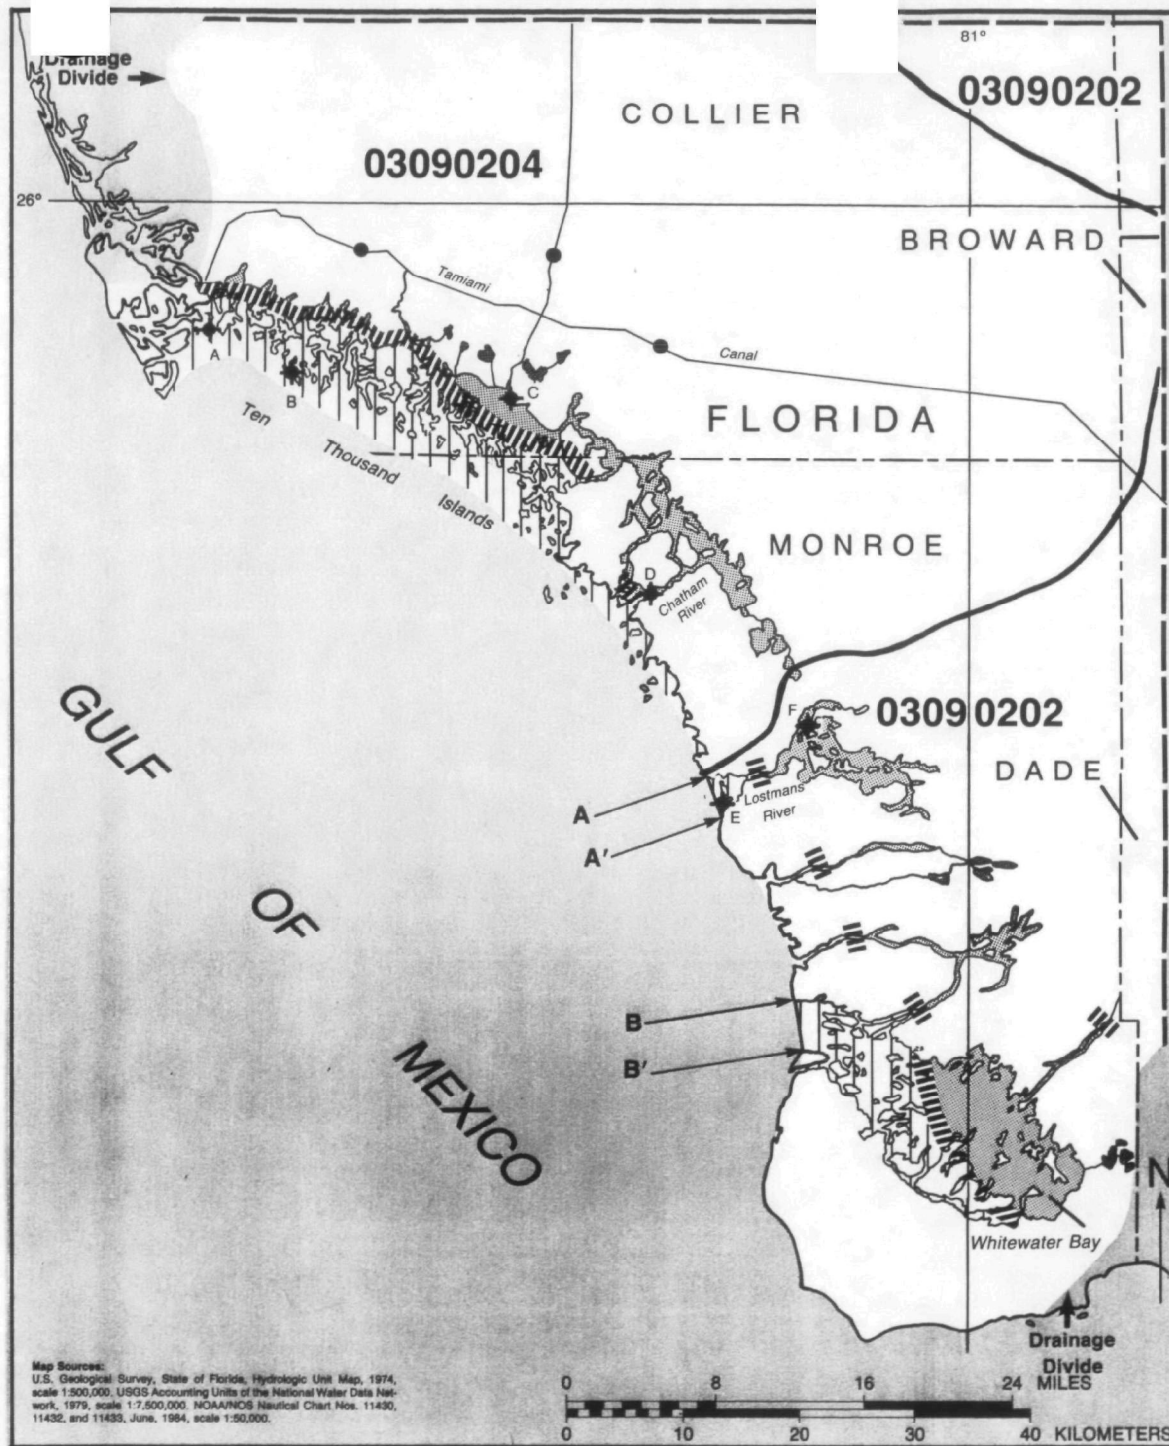 Drainage
Divide
81°
03090202
COLLIER
03090204
26°
BROWARD
Tamiami
Canal
A
B
C
FLORIDA
Ten
Thousand
Islands
MONROE
D
Chatham
River
GULF
OF
MEXICO
F
03090202
DADE
A
Lostmans
River
E
A'
B
B'
N
Whitewater Bay
Drainage
Divide
Map Sources:
U.S. Geological Survey, State of Florida, Hydrologic Unit Map, 1974,
scale 1:500,000. USGS Accounting Units of the National Water Data Net-
work, 1979, scale 1:7,500,000. NOAA/NOS Nautical Chart Nos. 11430,
11432, and 11433, June, 1984, scale 1:50,000.
0 8 16 24 MILES
0 10 20 30 40 KILOMETERS